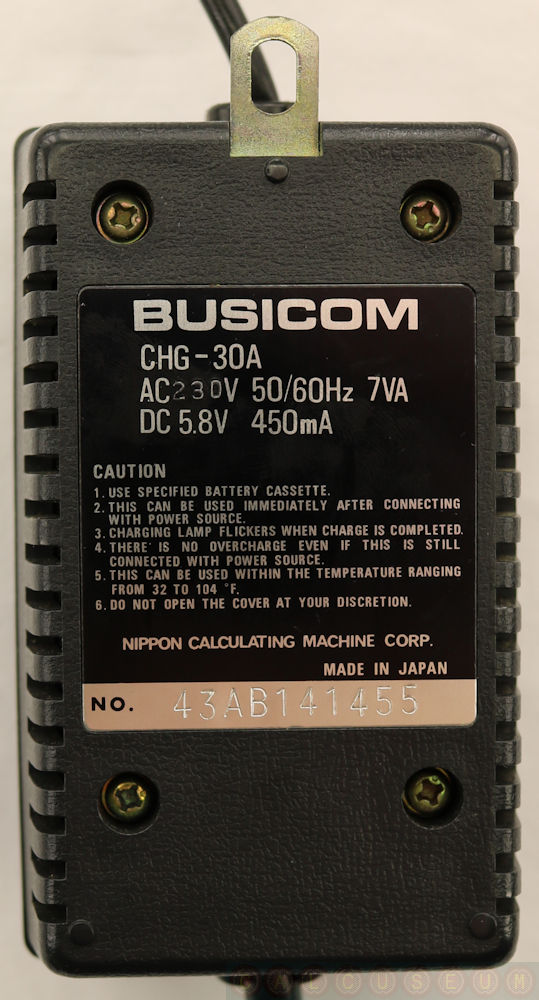 BUSICOM
CHG-30A
AC 230V 50/60Hz 7VA
DC 5.8V 450mA
CAUTION
1. USE SPECIFIED BATTERY CASSETTE.
2. THIS CAN BE USED IMMEDIATELY AFTER CONNECTING
WITH POWER SOURCE.
3. CHARGING LAMP FLICKERS WHEN CHARGE IS COMPLETED.
4. THERE IS NO OVERCHARGE EVEN IF THIS IS STILL
CONNECTED WITH POWER SOURCE.
5. THIS CAN BE USED WITHIN THE TEMPERATURE RANGING
FROM 32 TO 104 °F.
6. DO NOT OPEN THE COVER AT YOUR DISCRETION.
NIPPON CALCULATING MACHINE CORP.
MADE IN JAPAN
NO. 43AB141455
CALCUSEUM